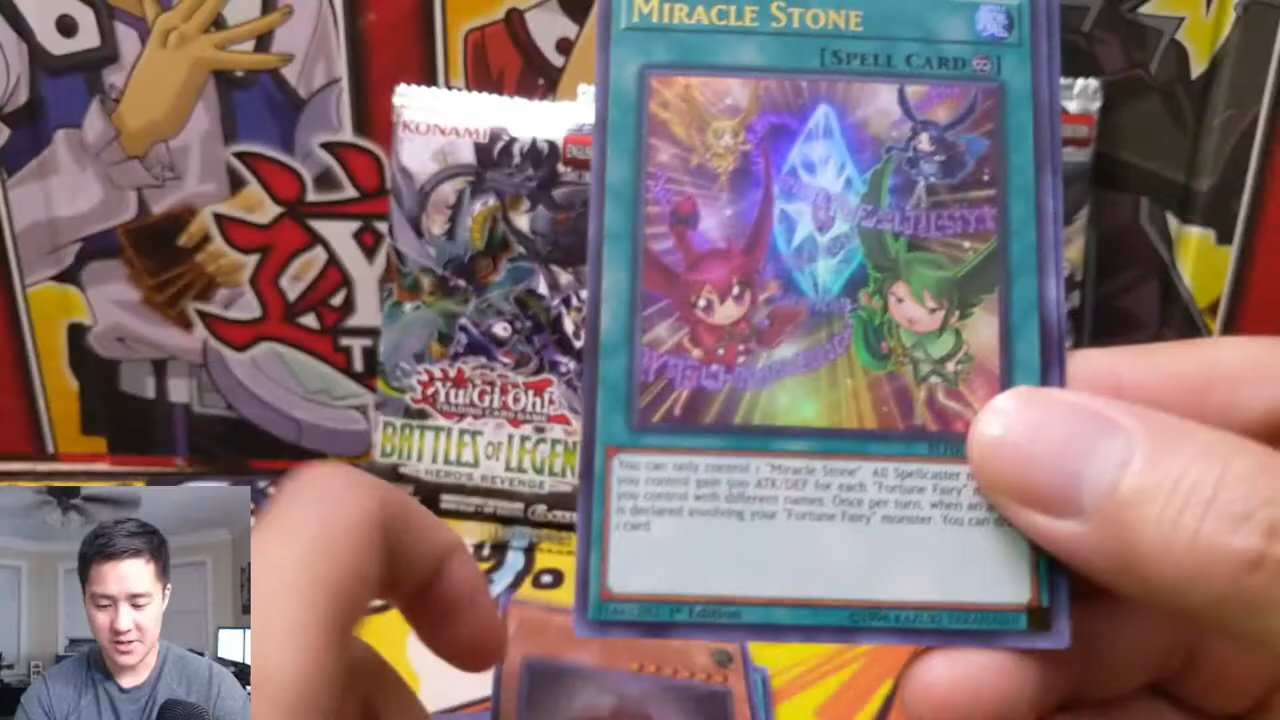 MIRACLE STONE
[SPELL CARD]
KONAMI
Yu-Gi-Oh!
TRADING CARD GAME
BATTLES OF LEGEN
HERO'S REVENGE
You can only control 1 "Miracle Stone". All Spellcaster
you control gain 500 ATK/DEF for each "Fortune Fairy"
you control with different names. Once per turn, when an
is declared involving your "Fortune Fairy" monster: You can
1 card.
1st Edition
©1996 KAZUKI TAKAHASHI